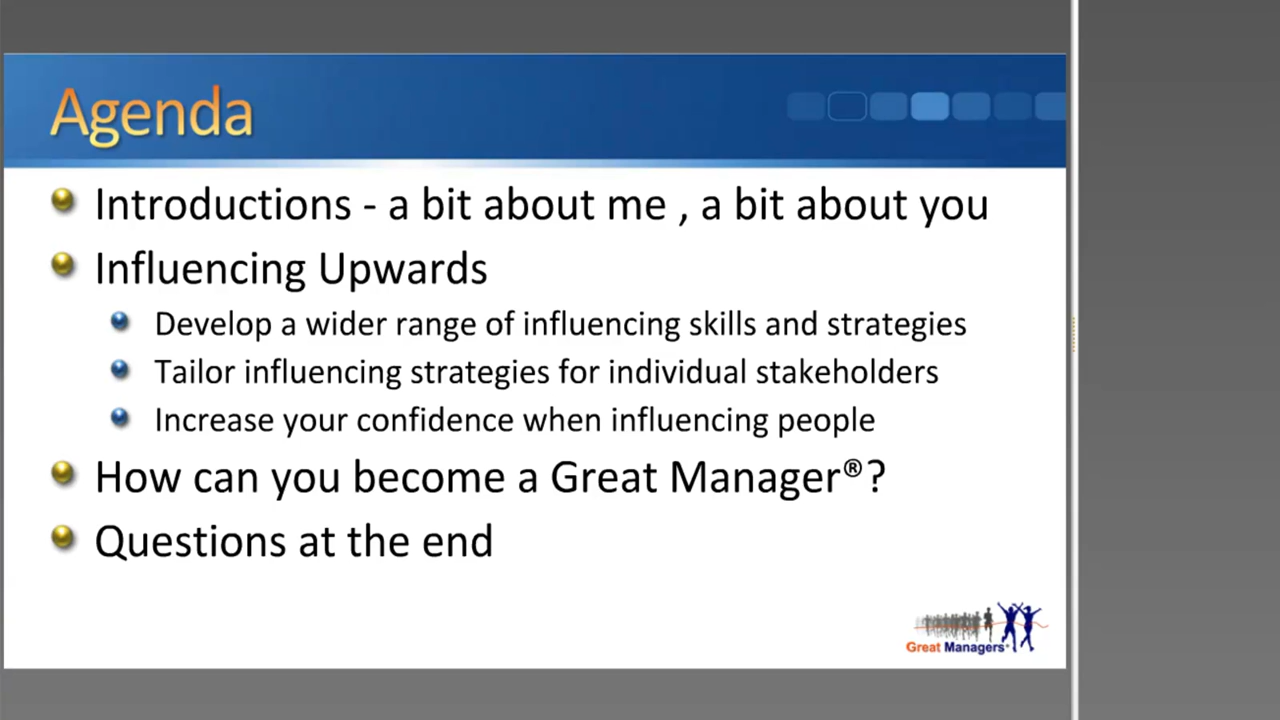 Agenda
Introductions - a bit about me , a bit about you
Influencing Upwards
Develop a wider range of influencing skills and strategies
Tailor influencing strategies for individual stakeholders
Increase your confidence when influencing people
How can you become a Great Manager®?
Questions at the end
Great Managers®